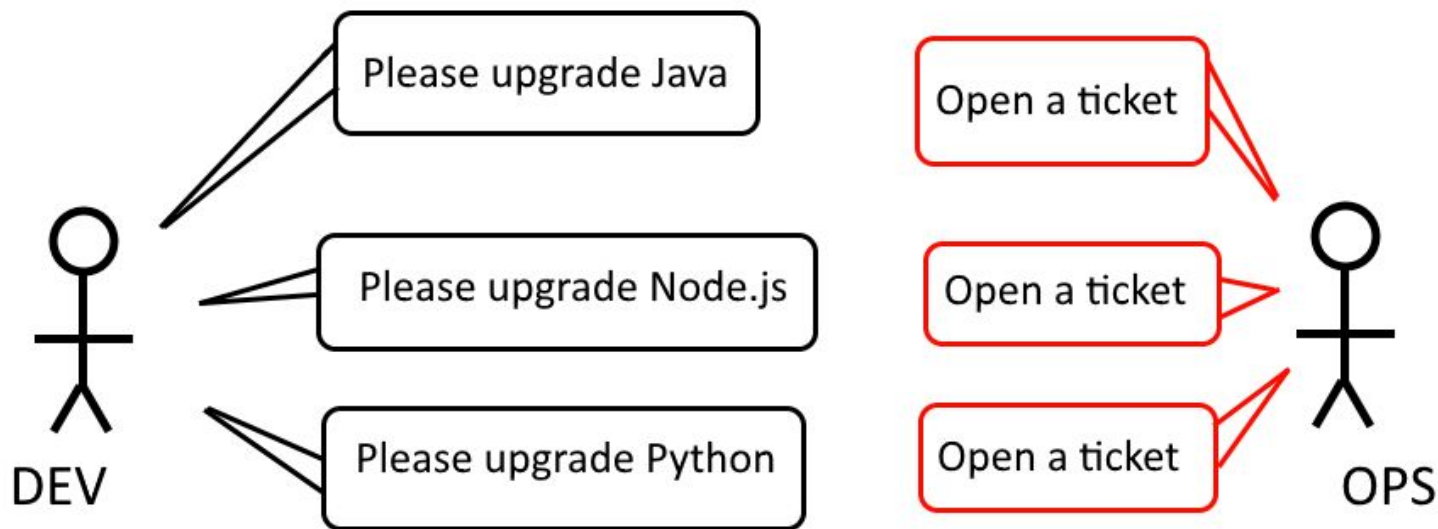 Please upgrade Java
Open a ticket
Please upgrade Node.js
Open a ticket
Please upgrade Python
Open a ticket
DEV
OPS